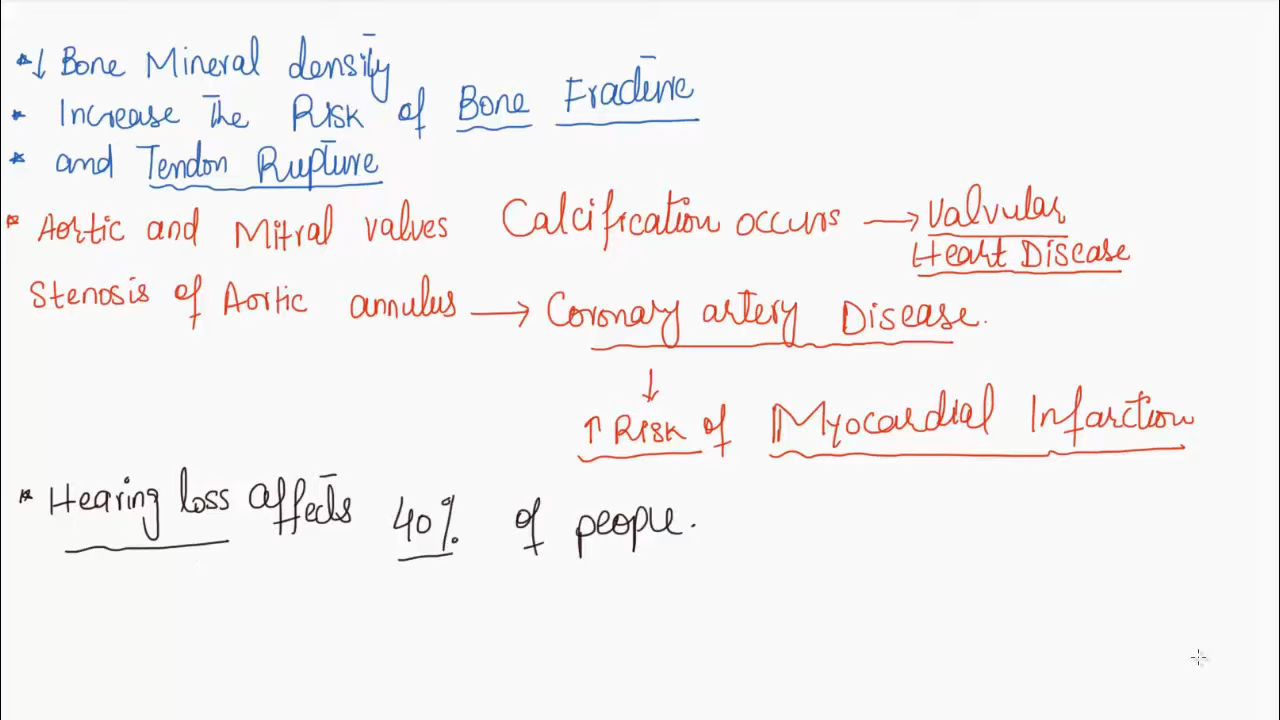 * ↓ Bone Mineral density
* Increase the Risk of Bone Fracture
* and Tendon Rupture
* Aortic and Mitral valves Calcification occurs → Valvular
Heart Disease
Stenosis of Aortic annulus → Coronary artery Disease.
↓
↑ Risk of Myocardial Infarction
* Hearing loss affects 40% of people.